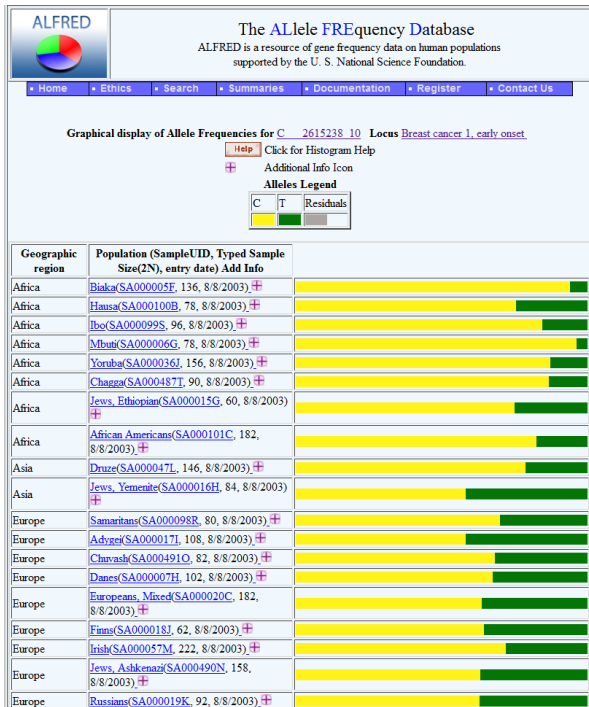 ALFRED
The ALlele FREquency Database
ALFRED is a resource of gene frequency data on human populations
supported by the U. S. National Science Foundation.
Home Ethics Search Summaries Documentation Register Contact Us
Graphical display of Allele Frequencies for C__2615238_10 Locus Breast cancer 1, early onset
Help Click for Histogram Help
Additional Info Icon
Alleles Legend
C T Residuals
Geographic region Population (SampleUID, Typed Sample Size(2N), entry date) Add Info
Africa Biaka(SA000005F, 136, 8/8/2003)
Africa Hausa(SA000100B, 78, 8/8/2003)
Africa Ibo(SA000099S, 96, 8/8/2003)
Africa Mbuti(SA000006G, 78, 8/8/2003)
Africa Yoruba(SA000036J, 156, 8/8/2003)
Africa Chagga(SA000487T, 90, 8/8/2003)
Africa Jews, Ethiopian(SA000015G, 60, 8/8/2003)
Africa African Americans(SA000101C, 182, 8/8/2003)
Asia Druze(SA000047L, 146, 8/8/2003)
Asia Jews, Yemenite(SA000016H, 84, 8/8/2003)
Europe Samaritans(SA000098R, 80, 8/8/2003)
Europe Adygei(SA000017I, 108, 8/8/2003)
Europe Chuvash(SA000491O, 82, 8/8/2003)
Europe Danes(SA000007H, 102, 8/8/2003)
Europe Europeans, Mixed(SA000020C, 182, 8/8/2003)
Europe Finns(SA000018J, 62, 8/8/2003)
Europe Irish(SA000057M, 222, 8/8/2003)
Europe Jews, Ashkenazi(SA000490N, 158, 8/8/2003)
Europe Russians(SA000019K, 92, 8/8/2003)